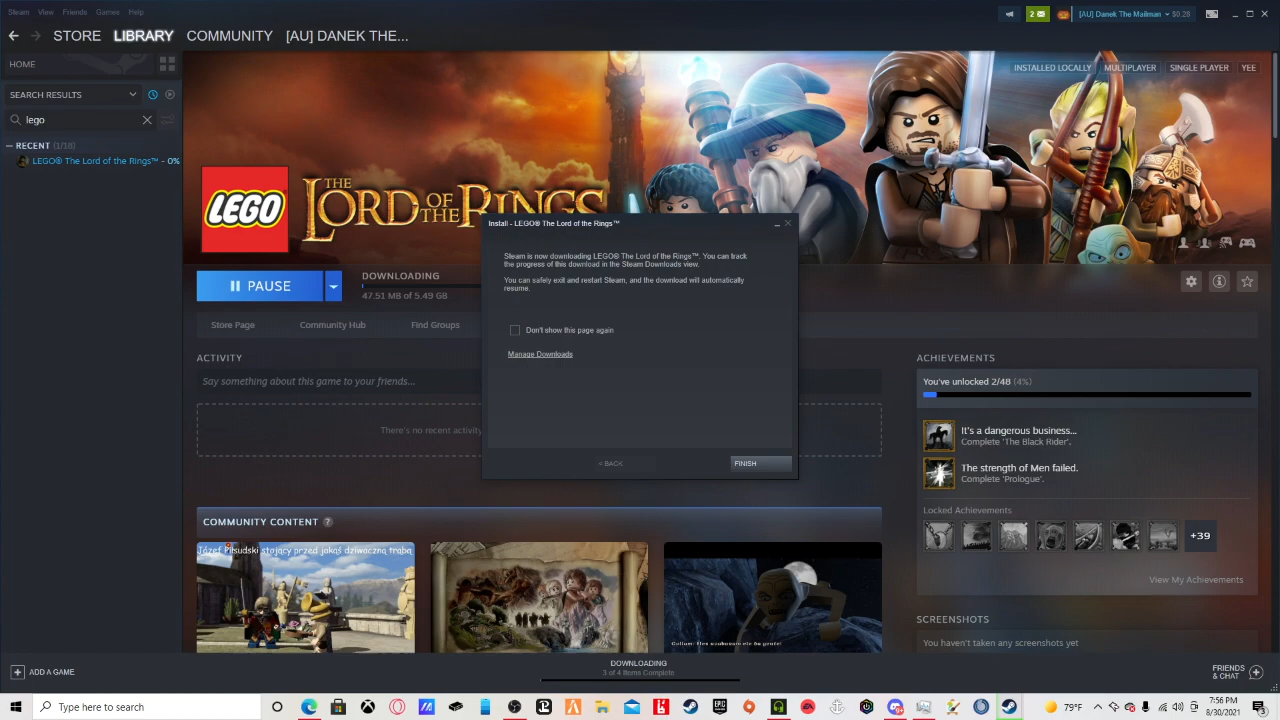 Steam View Friends Games Help
2
[AU] Danek The Mailman $0.28
STORE LIBRARY COMMUNITY [AU] DANEK THE...
HOME
SEARCH RESULTS
lego
RECENT (1/18)
LEGO® The Lord of the Rings™ - 0%
INSTALLED LOCALLY MULTIPLAYER SINGLE PLAYER YEE
LEGO
THE LORD OF THE RINGS
PAUSE
DOWNLOADING
47.51 MB of 5.49 GB
Store Page Community Hub Find Groups
Install - LEGO® The Lord of the Rings™
Steam is now downloading LEGO® The Lord of the Rings™. You can track
the progress of this download in the Steam Downloads view.
You can safely exit and restart Steam, and the download will automatically
resume.
Don't show this page again
Manage Downloads
< BACK FINISH
ACTIVITY
Say something about this game to your friends...
There's no recent activity
COMMUNITY CONTENT ?
Józef Piłsudski stojący przed jakąś dziwaczną trąbą
ACHIEVEMENTS
You've unlocked 2/48 (4%)
It's a dangerous business...
Complete 'The Black Rider'.
The strength of Men failed.
Complete 'Prologue'.
Locked Achievements
+39
View My Achievements
SCREENSHOTS
You haven't taken any screenshots yet
ADD A GAME
DOWNLOADING
3 of 4 Items Complete
FRIENDS
& CHAT
Type here to search
EPIC
EA
79°F
7:56 PM
8/30/2021